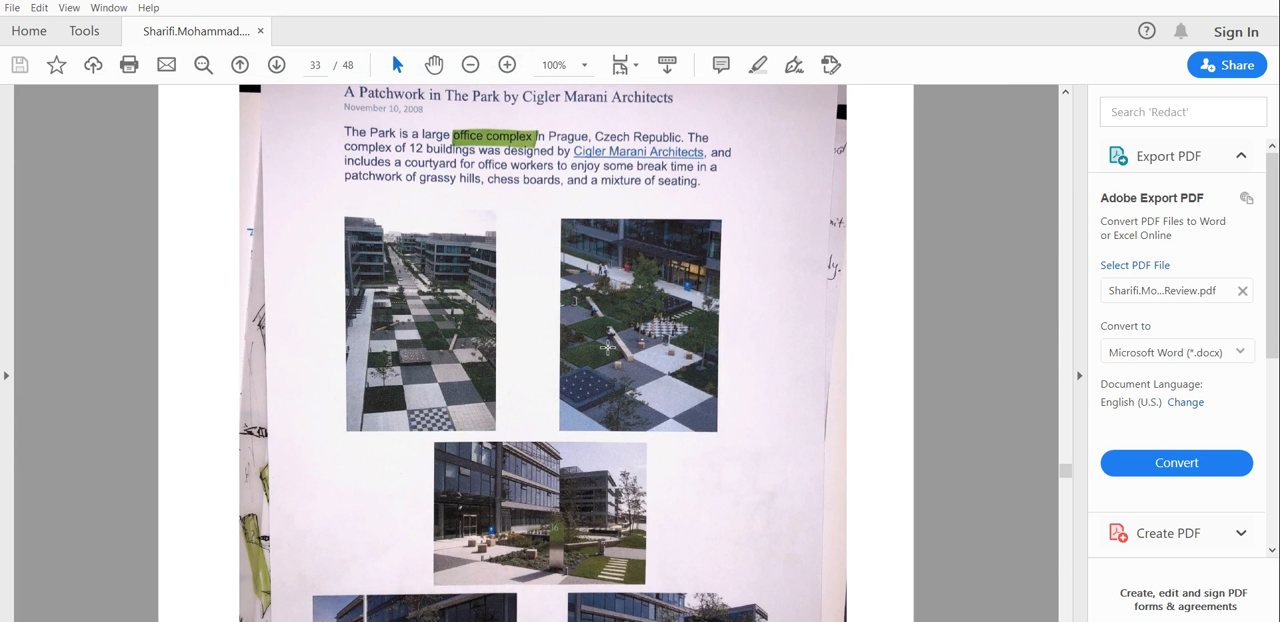 File Edit View Window Help
Home Tools Sharifi.Mohammad.... × Sign In
33 / 48 100% Share
A Patchwork in The Park by Cigler Marani Architects
November 10, 2008
The Park is a large office complex in Prague, Czech Republic. The
complex of 12 buildings was designed by Cigler Marani Architects, and
includes a courtyard for office workers to enjoy some break time in a
patchwork of grassy hills, chess boards, and a mixture of seating.
Search 'Redact'
Export PDF
Adobe Export PDF
Convert PDF Files to Word
or Excel Online
Select PDF File
Sharifi.Mo...Review.pdf
Convert to
Microsoft Word (*.docx)
Document Language:
English (U.S.) Change
Convert
Create PDF
Create, edit and sign PDF
forms & agreements